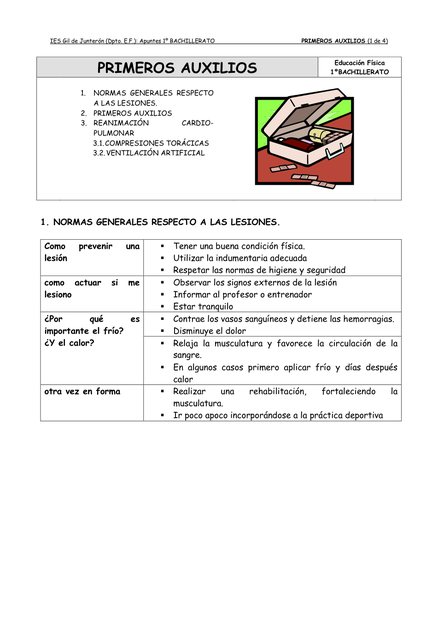 IES Gil de Junterón (Dpto. E.F.): Apuntes 1º BACHILLERATO PRIMEROS AUXILIOS (1 de 4)
PRIMEROS AUXILIOS
Educación Física
1ºBACHILLERATO
1. NORMAS GENERALES RESPECTO
A LAS LESIONES.
2. PRIMEROS AUXILIOS
3. REANIMACIÓN CARDIO-
PULMONAR
3.1.COMPRESIONES TORÁCICAS
3.2.VENTILACIÓN ARTIFICIAL
1. NORMAS GENERALES RESPECTO A LAS LESIONES.
Como prevenir una
lesión
▪ Tener una buena condición física.
▪ Utilizar la indumentaria adecuada
▪ Respetar las normas de higiene y seguridad
como actuar si me
lesiono
▪ Observar los signos externos de la lesión
▪ Informar al profesor o entrenador
▪ Estar tranquilo
¿Por qué es
importante el frío?
¿Y el calor?
▪ Contrae los vasos sanguíneos y detiene las hemorragias.
▪ Disminuye el dolor
▪ Relaja la musculatura y favorece la circulación de la
sangre.
▪ En algunos casos primero aplicar frío y días después
calor
otra vez en forma
▪ Realizar una rehabilitación, fortaleciendo la
musculatura.
▪ Ir poco apoco incorporándose a la práctica deportiva